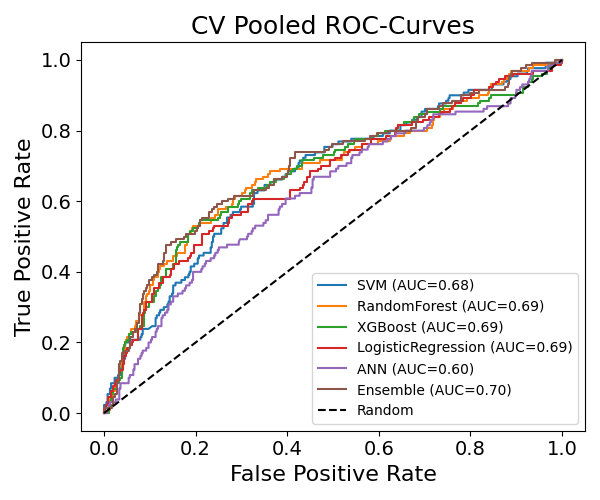 CV Pooled ROC-Curves
True Positive Rate
1.0
0.8
0.6
0.4
0.2
0.0
SVM (AUC=0.68)
RandomForest (AUC=0.69)
XGBoost (AUC=0.69)
LogisticRegression (AUC=0.69)
ANN (AUC=0.60)
Ensemble (AUC=0.70)
Random
0.0 0.2 0.4 0.6 0.8 1.0
False Positive Rate